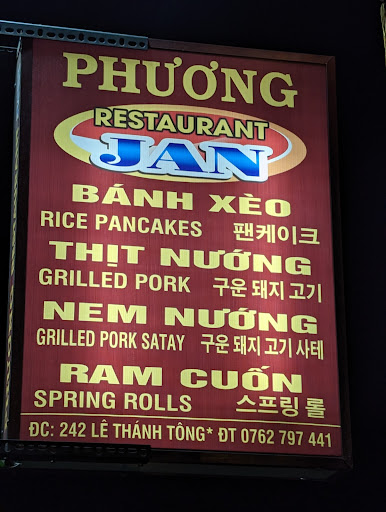 PHƯƠNG
RESTAURANT
JAN
BÁNH XÈO
RICE PANCAKES 팬케이크
THỊT NƯỚNG
GRILLED PORK 구운 돼지 고기
NEM NƯỚNG
GRILLED PORK SATAY 구운 돼지 고기 사테
RAM CUỐN
SPRING ROLLS 스프링 롤
ĐC: 242 LÊ THÁNH TÔNG* ĐT 0762 797 441